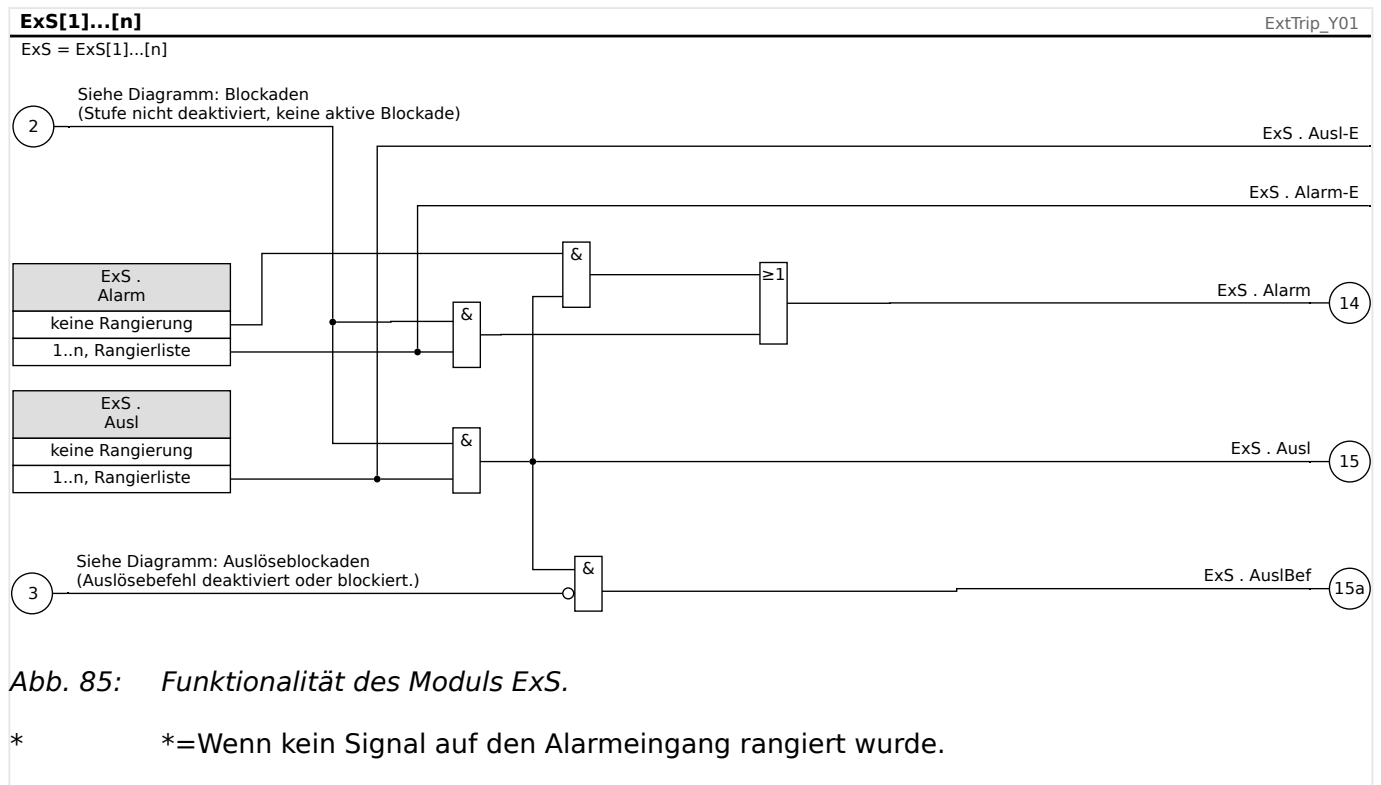 ExS[1]...[n]
ExtTrip_Y01
ExS = ExS[1]...[n]
Siehe Diagramm: Blockaden
(Stufe nicht deaktiviert, keine aktive Blockade)
2
ExS . Ausl-E
ExS . Alarm-E
&
ExS .
Alarm
≥1
keine Rangierung
&
ExS . Alarm
14
1..n, Rangierliste
ExS .
Ausl
keine Rangierung
&
ExS . Ausl
15
1..n, Rangierliste
Siehe Diagramm: Auslöseblockaden
(Auslösebefehl deaktiviert oder blockiert.)
3
&
ExS . AuslBef
15a
Abb. 85: Funktionalität des Moduls ExS.
* *=Wenn kein Signal auf den Alarmeingang rangiert wurde.